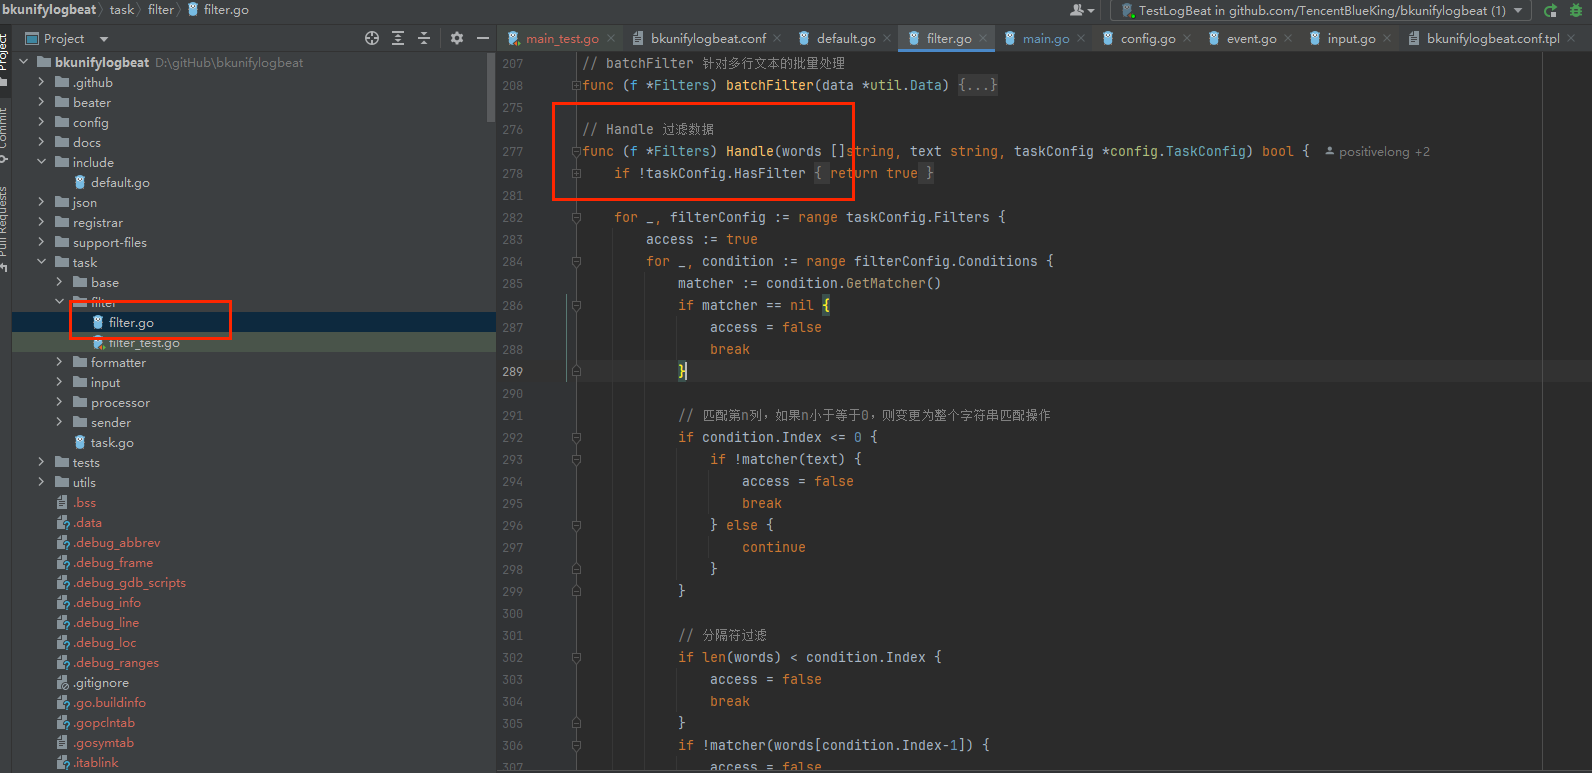 bkunifylogbeat 〉 task 〉 filter 〉 filter.go
TestLogBeat in github.com/TencentBlueKing/bkunifylogbeat (1)
Project
main_test.go
bkunifylogbeat.conf
default.go
filter.go
main.go
config.go
event.go
input.go
bkunifylogbeat.conf.tpl
Project
Commit
Pull Requests
bkunifylogbeat D:\gitHub\bkunifylogbeat
.github
beater
config
docs
include
default.go
json
registrar
support-files
task
base
filter
filter.go
filter_test.go
formatter
input
processor
sender
task.go
tests
utils
.bss
.data
.debug_abbrev
.debug_frame
.debug_gdb_scripts
.debug_info
.debug_line
.debug_loc
.debug_ranges
.gitignore
.go.buildinfo
.gopclntab
.gosymtab
.itablink
207 // batchFilter 针对多行文本的批量处理
208 func (f *Filters) batchFilter(data *util.Data) {...}
275
276 // Handle 过滤数据
277 func (f *Filters) Handle(words []string, text string, taskConfig *config.TaskConfig) bool { positivelong +2
278 if !taskConfig.HasFilter { return true }
281
282 for _, filterConfig := range taskConfig.Filters {
283 access := true
284 for _, condition := range filterConfig.Conditions {
285 matcher := condition.GetMatcher()
286 if matcher == nil {
287 access = false
288 break
289 }
290
291 // 匹配第n列，如果n小于等于0，则变更为整个字符串匹配操作
292 if condition.Index <= 0 {
293 if !matcher(text) {
294 access = false
295 break
296 } else {
297 continue
298 }
299 }
300
301 // 分隔符过滤
302 if len(words) < condition.Index {
303 access = false
304 break
305 }
306 if !matcher(words[condition.Index-1]) {
307 access = false